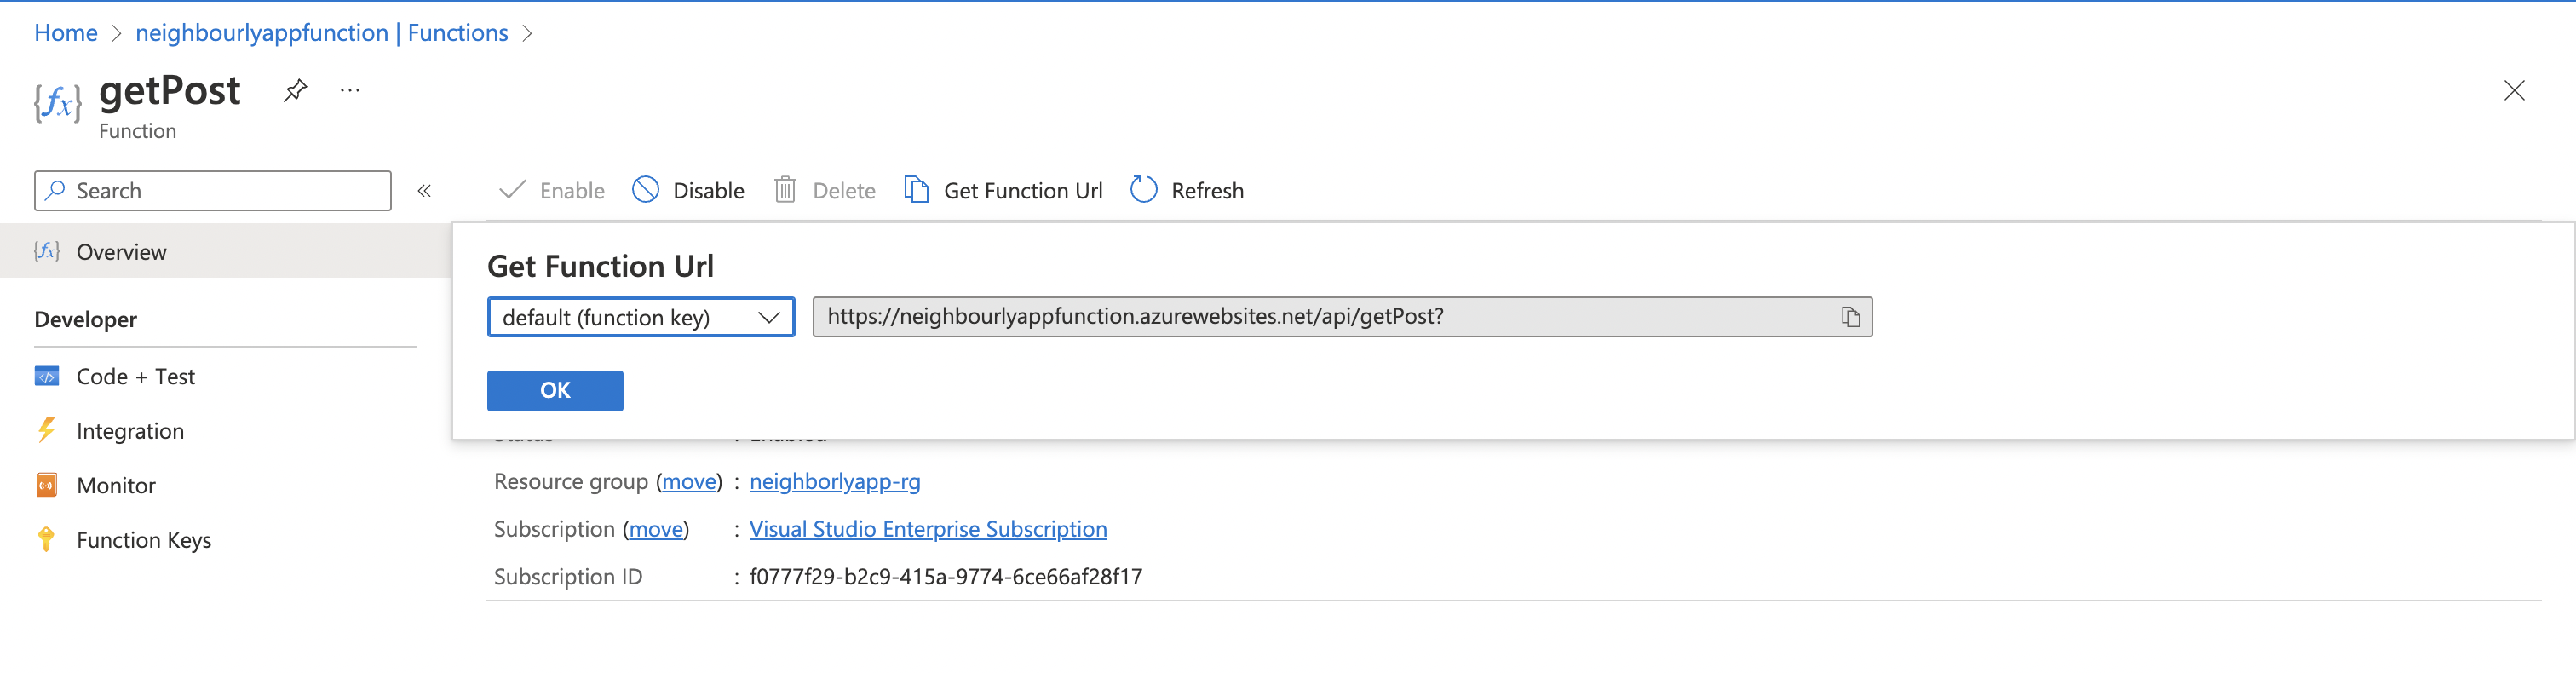 Home > neighbourlyappfunction | Functions >
{fx} getPost ...
Function
Search «
Enable Disable Delete Get Function Url Refresh
{fx} Overview
Get Function Url
default (function key) https://neighbourlyappfunction.azurewebsites.net/api/getPost?
OK
Developer
Code + Test
Integration
Monitor
Function Keys
Resource group (move) : neighborlyapp-rg
Subscription (move) : Visual Studio Enterprise Subscription
Subscription ID : f0777f29-b2c9-415a-9774-6ce66af28f17